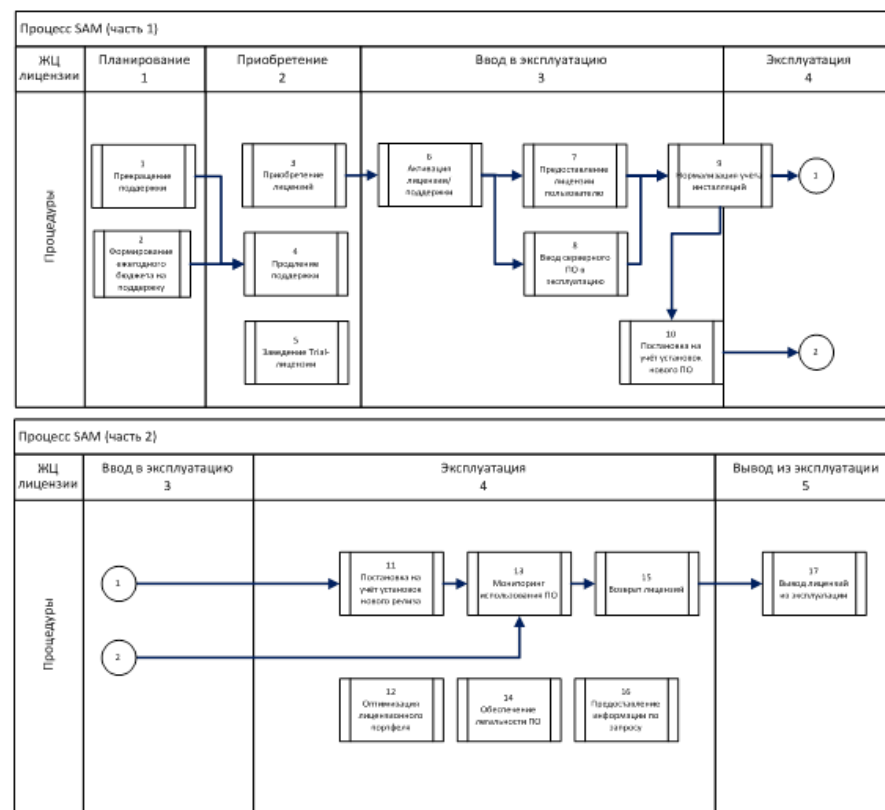 Процесс SAM (часть 1)
ЖЦ
лицензии
Планирование
1
Приобретение
2
Ввод в эксплуатацию
3
Эксплуатация
4
Процедуры
1
Прекращение
поддержки
2
Формирование
ежегодного
бюджета на
поддержку
3
Приобретение
лицензий
4
Продление
поддержки
5
Заведение Trial-
лицензии
6
Активация
лицензии/
поддержки
7
Предоставление
лицензии
пользователю
8
Ввод серверного
ПО в
эксплуатацию
9
Нормализация учёта
инсталляций
10
Постановка на
учёт установок
нового ПО
1
2
Процесс SAM (часть 2)
ЖЦ
лицензии
Ввод в эксплуатацию
3
Эксплуатация
4
Вывод из эксплуатации
5
Процедуры
1
2
11
Постановка на
учёт установок
нового релиза
13
Мониторинг
использования ПО
15
Возврат лицензий
17
Вывод лицензий
из эксплуатации
12
Оптимизация
лицензионного
портфеля
14
Обеспечение
легальности ПО
16
Предоставление
информации по
запросу